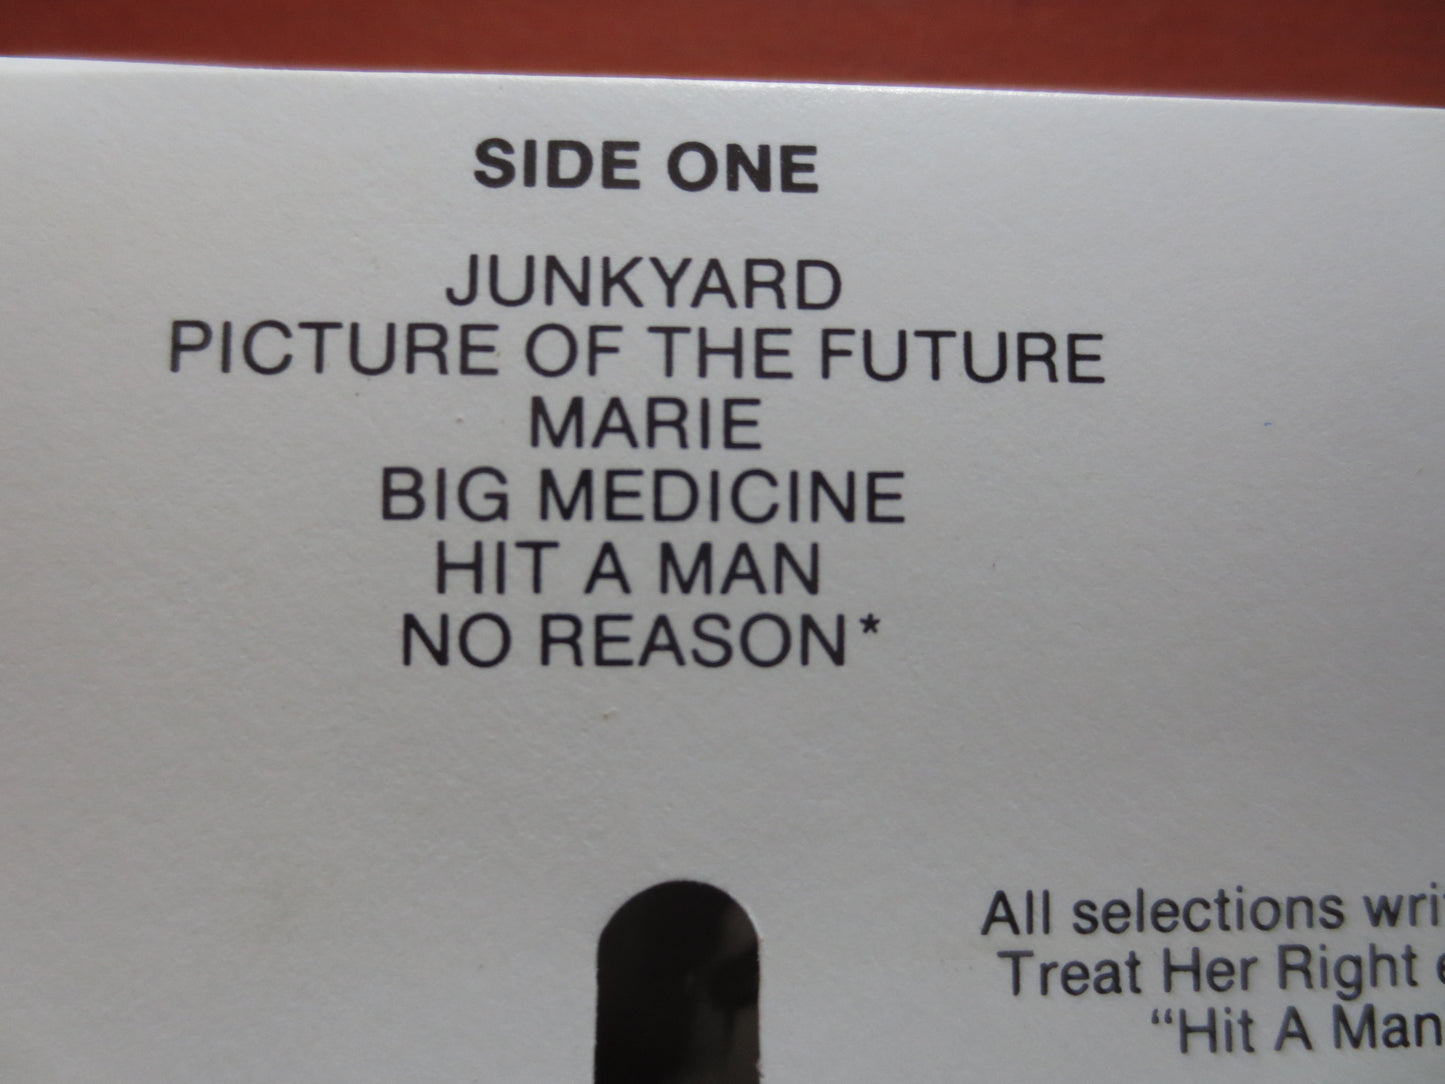 SIDE ONE
JUNKYARD
PICTURE OF THE FUTURE
MARIE
BIG MEDICINE
HIT A MAN
NO REASON*
All selections
Treat Her Right
“Hit A Man